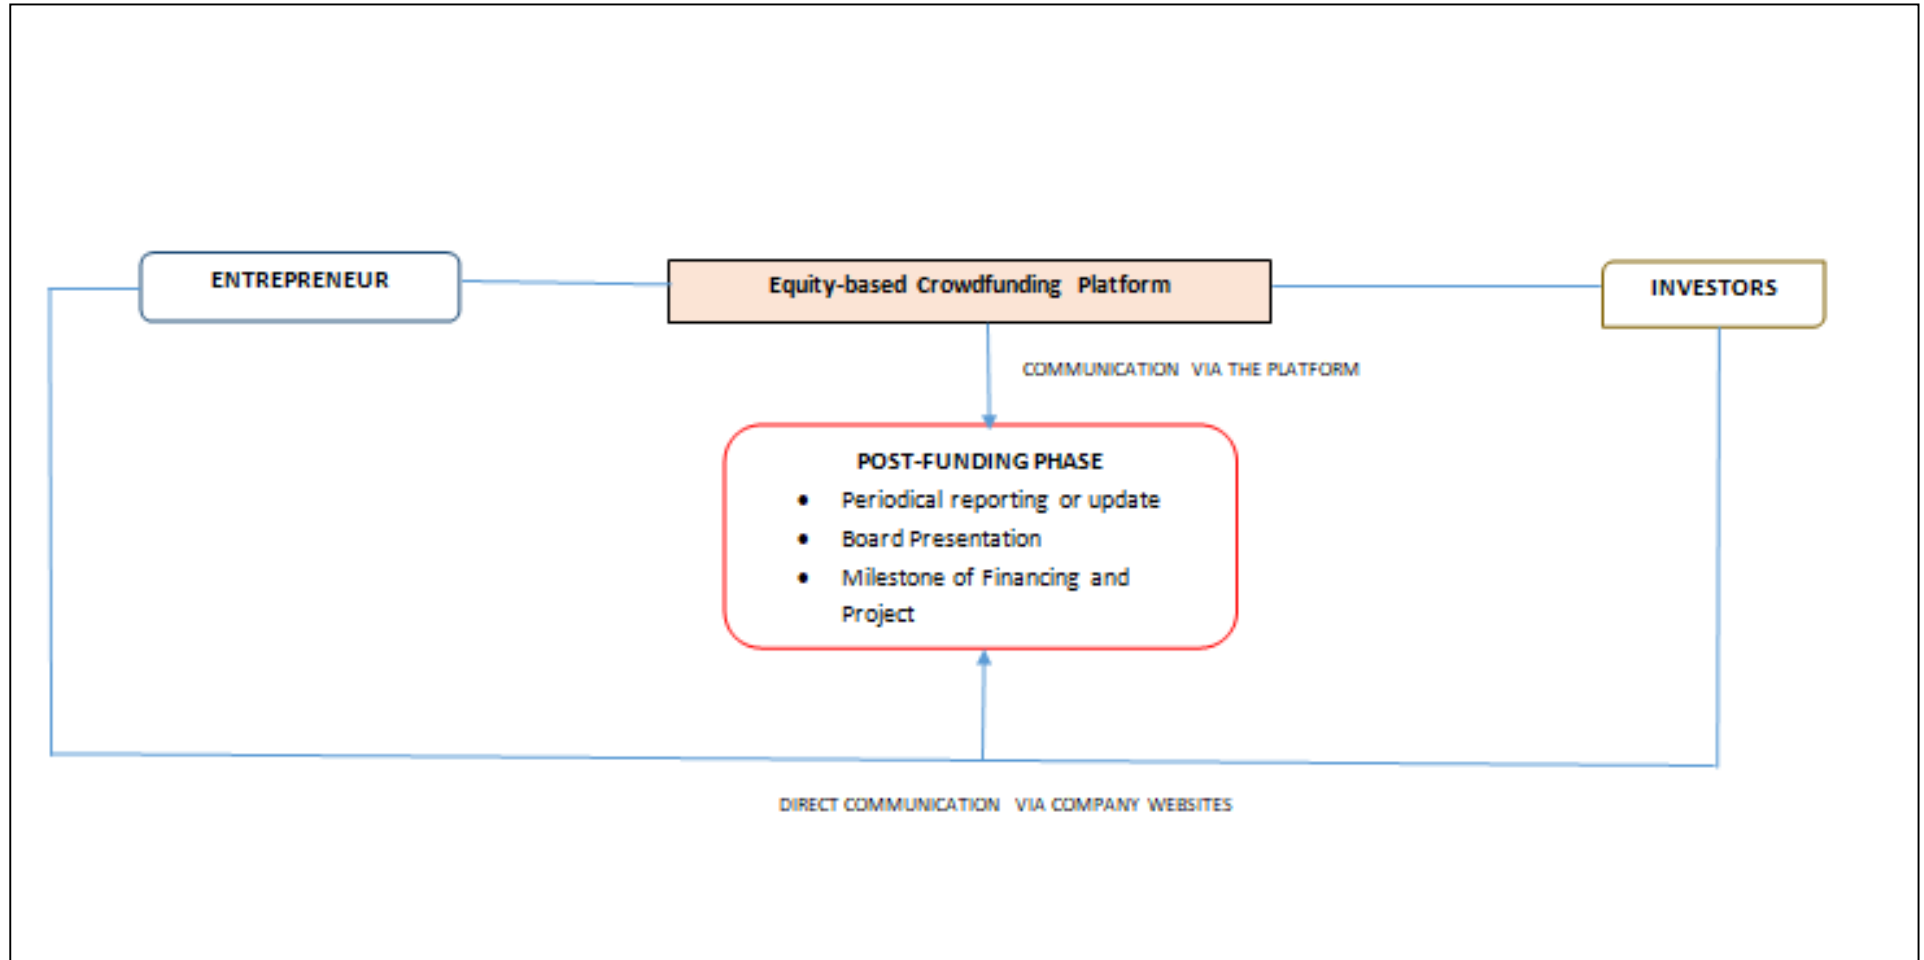 ENTREPRENEUR
Equity-based Crowdfunding Platform
INVESTORS
COMMUNICATION VIA THE PLATFORM
POST-FUNDING PHASE
• Periodical reporting or update
• Board Presentation
• Milestone of Financing and
Project
DIRECT COMMUNICATION VIA COMPANY WEBSITES